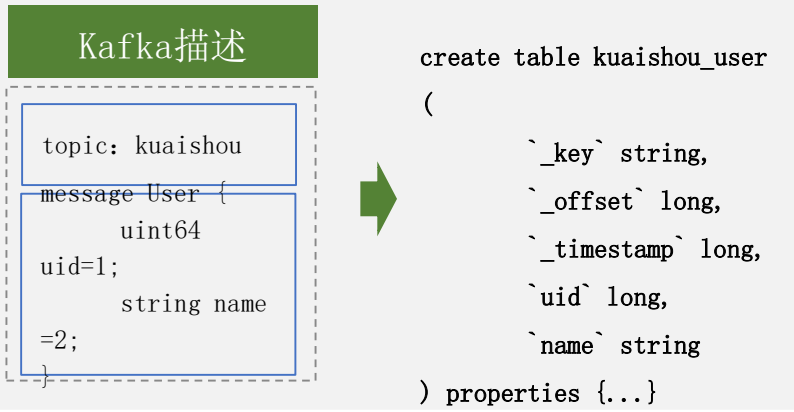 Kafka描述
topic：kuaishou
message User {
uint64
uid=1;
string name
=2;
}
create table kuaishou_user
(
`_key` string,
`_offset` long,
`_timestamp` long,
`uid` long,
`name` string
) properties {...}